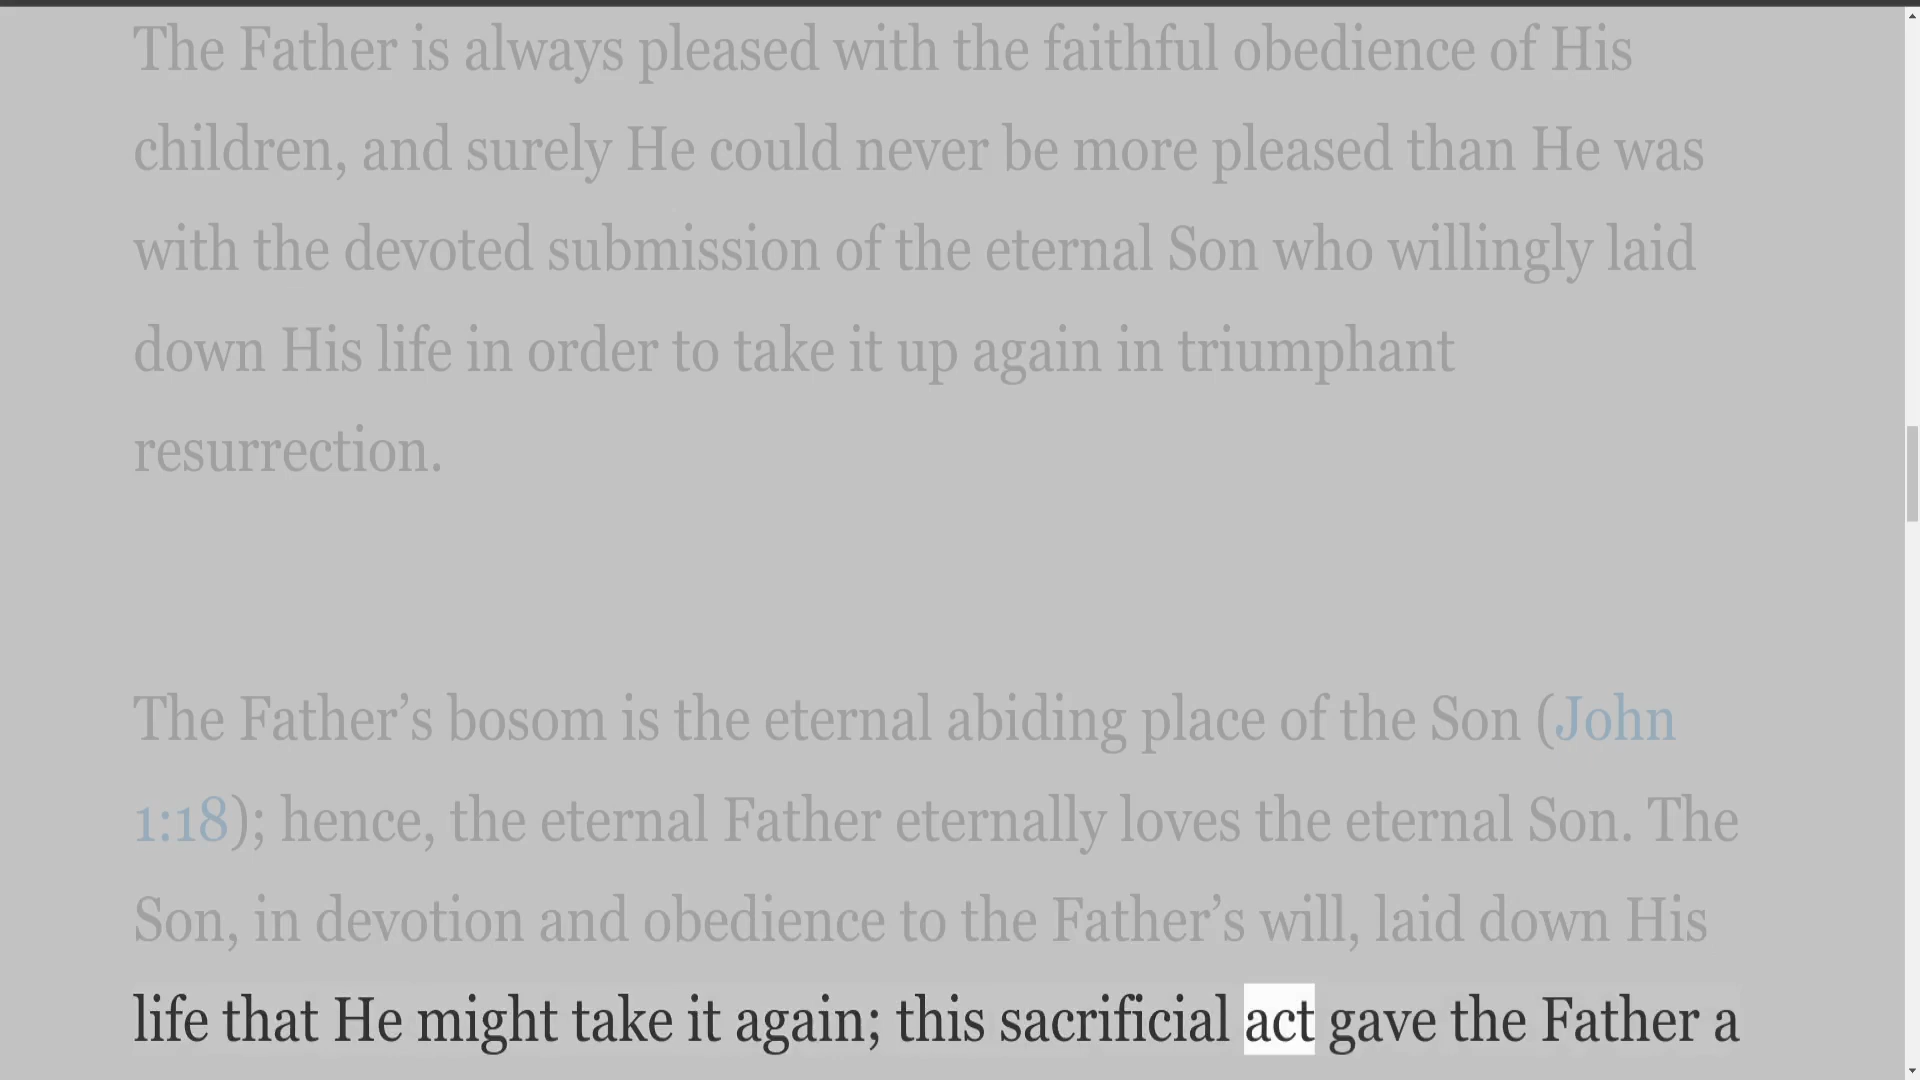 The Father is always pleased with the faithful obedience of His
children, and surely He could never be more pleased than He was
with the devoted submission of the eternal Son who willingly laid
down His life in order to take it up again in triumphant
resurrection.
The Father’s bosom is the eternal abiding place of the Son (John
1:18); hence, the eternal Father eternally loves the eternal Son. The
Son, in devotion and obedience to the Father’s will, laid down His
life that He might take it again; this sacrificial act gave the Father a